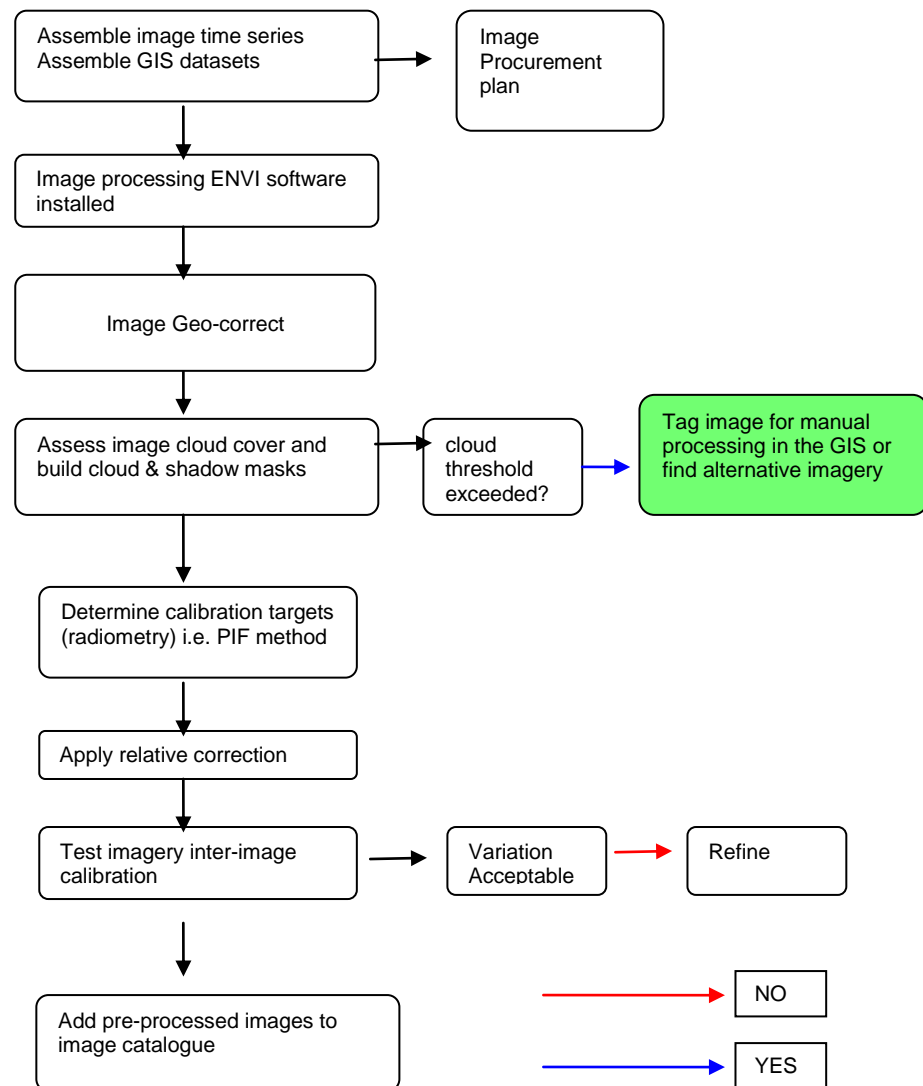 Assemble image time series
Assemble GIS datasets
Image
Procurement
plan
Image processing ENVI software
installed
Image Geo-correct
Assess image cloud cover and
build cloud & shadow masks
cloud
threshold
exceeded?
Tag image for manual
processing in the GIS or
find alternative imagery
Determine calibration targets
(radiometry) i.e. PIF method
Apply relative correction
Test imagery inter-image
calibration
Variation
Acceptable
Refine
Add pre-processed images to
image catalogue
NO
YES